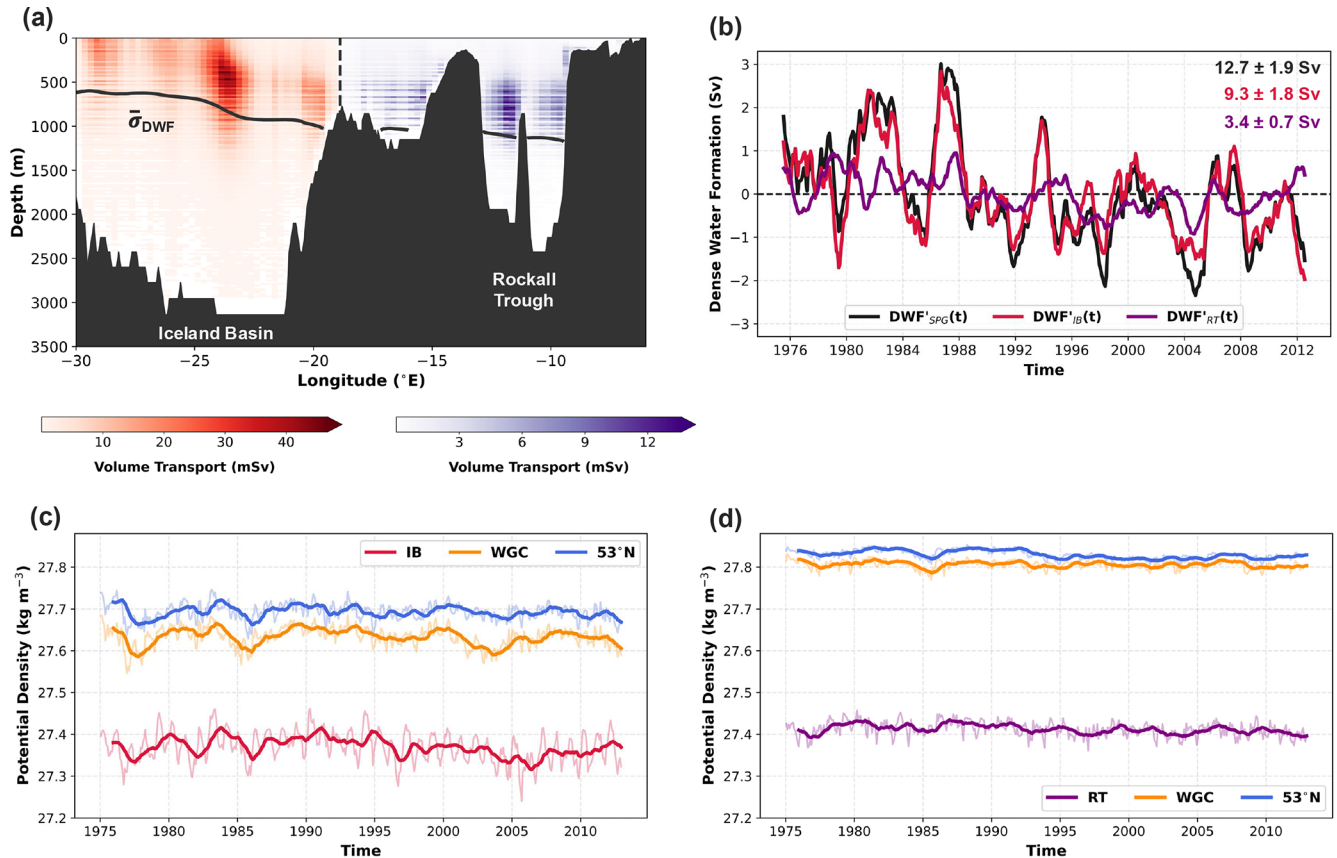 (a)
0
500
1000
1500
2000
2500
3000
3500
Depth (m)
σ̄DWF
Iceland Basin
Rockall
Trough
−30 −25 −20 −15 −10
Longitude (°E)
10 20 30 40
Volume Transport (mSv)
3 6 9 12
Volume Transport (mSv)
(b)
12.7 ± 1.9 Sv
9.3 ± 1.8 Sv
3.4 ± 0.7 Sv
3
2
1
0
−1
−2
−3
Dense Water Formation (Sv)
DWF'SPG(t) DWF'IB(t) DWF'RT(t)
1976 1980 1984 1988 1992 1996 2000 2004 2008 2012
Time
(c)
IB WGC 53°N
27.8
27.7
27.6
27.5
27.4
27.3
27.2
Potential Density (kg m⁻³)
1975 1980 1985 1990 1995 2000 2005 2010
Time
(d)
27.8
27.7
27.6
27.5
27.4
27.3
27.2
Potential Density (kg m⁻³)
RT WGC 53°N
1975 1980 1985 1990 1995 2000 2005 2010
Time